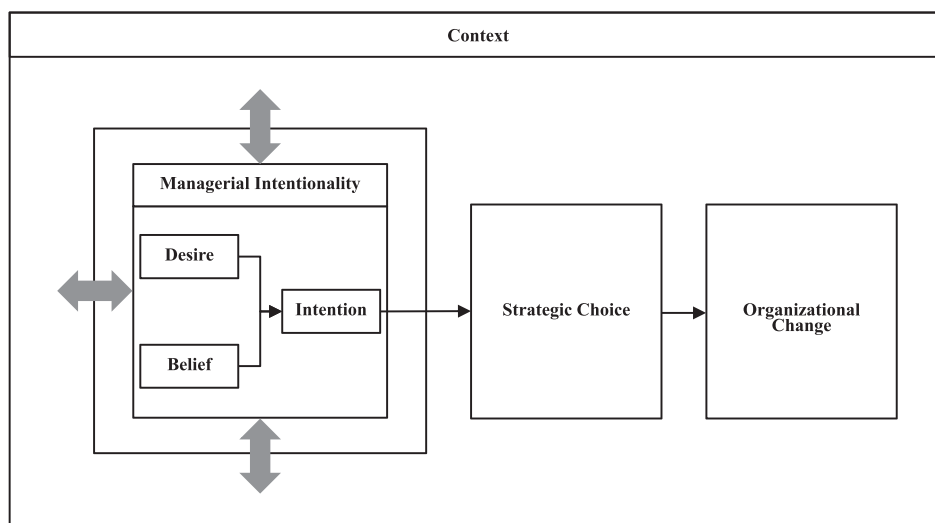 Context
Managerial Intentionality
Desire
Intention
Belief
Strategic Choice
Organizational
Change